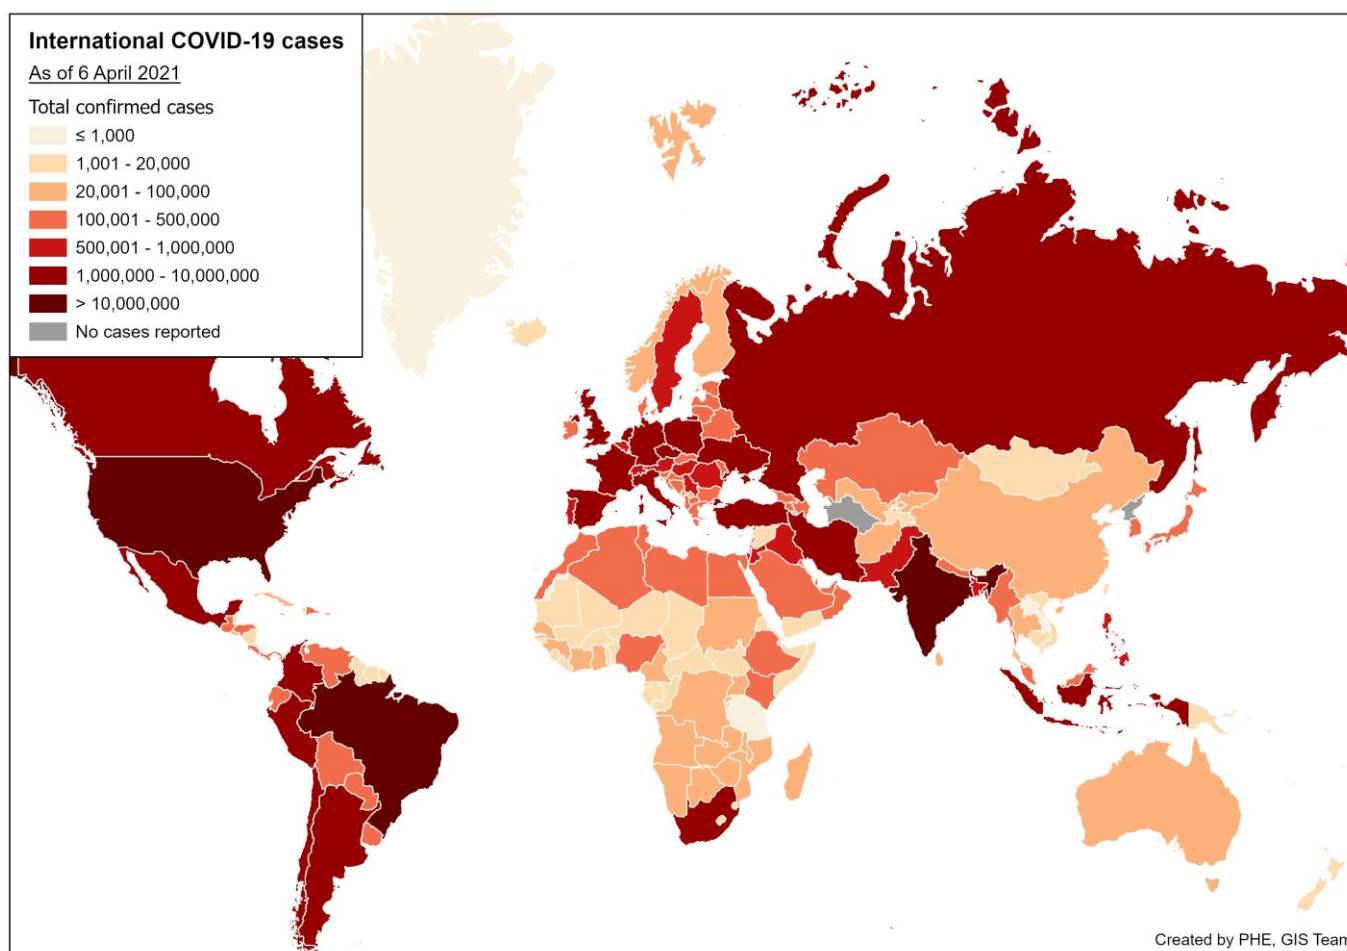 International COVID-19 cases
As of 6 April 2021
Total confirmed cases
≤ 1,000
1,001 - 20,000
20,001 - 100,000
100,001 - 500,000
500,001 - 1,000,000
1,000,000 - 10,000,000
> 10,000,000
No cases reported
Created by PHE, GIS Team